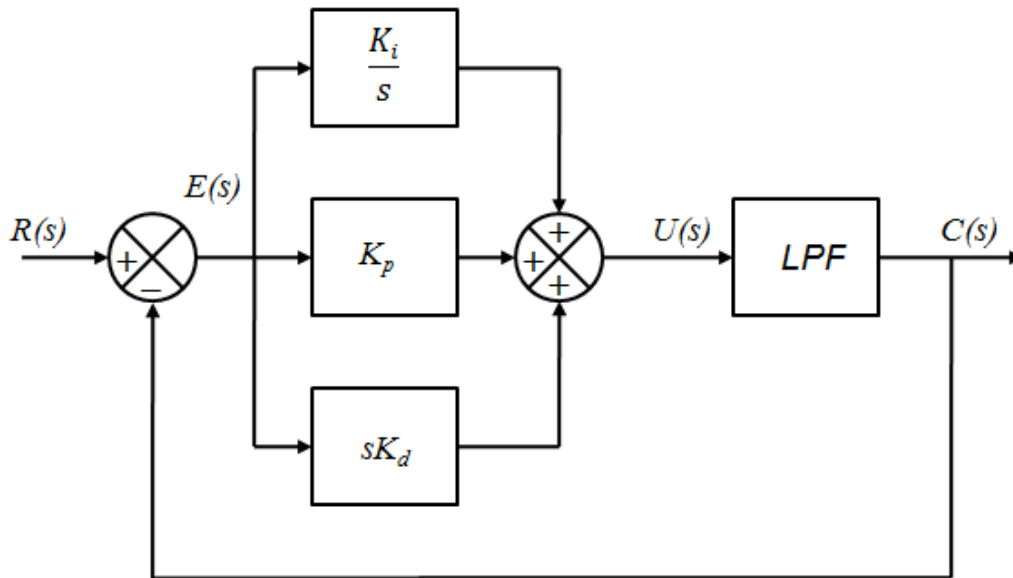 K_i
s
E(s)
R(s)
+
−
K_p
+
+
+
U(s)
LPF
C(s)
sK_d